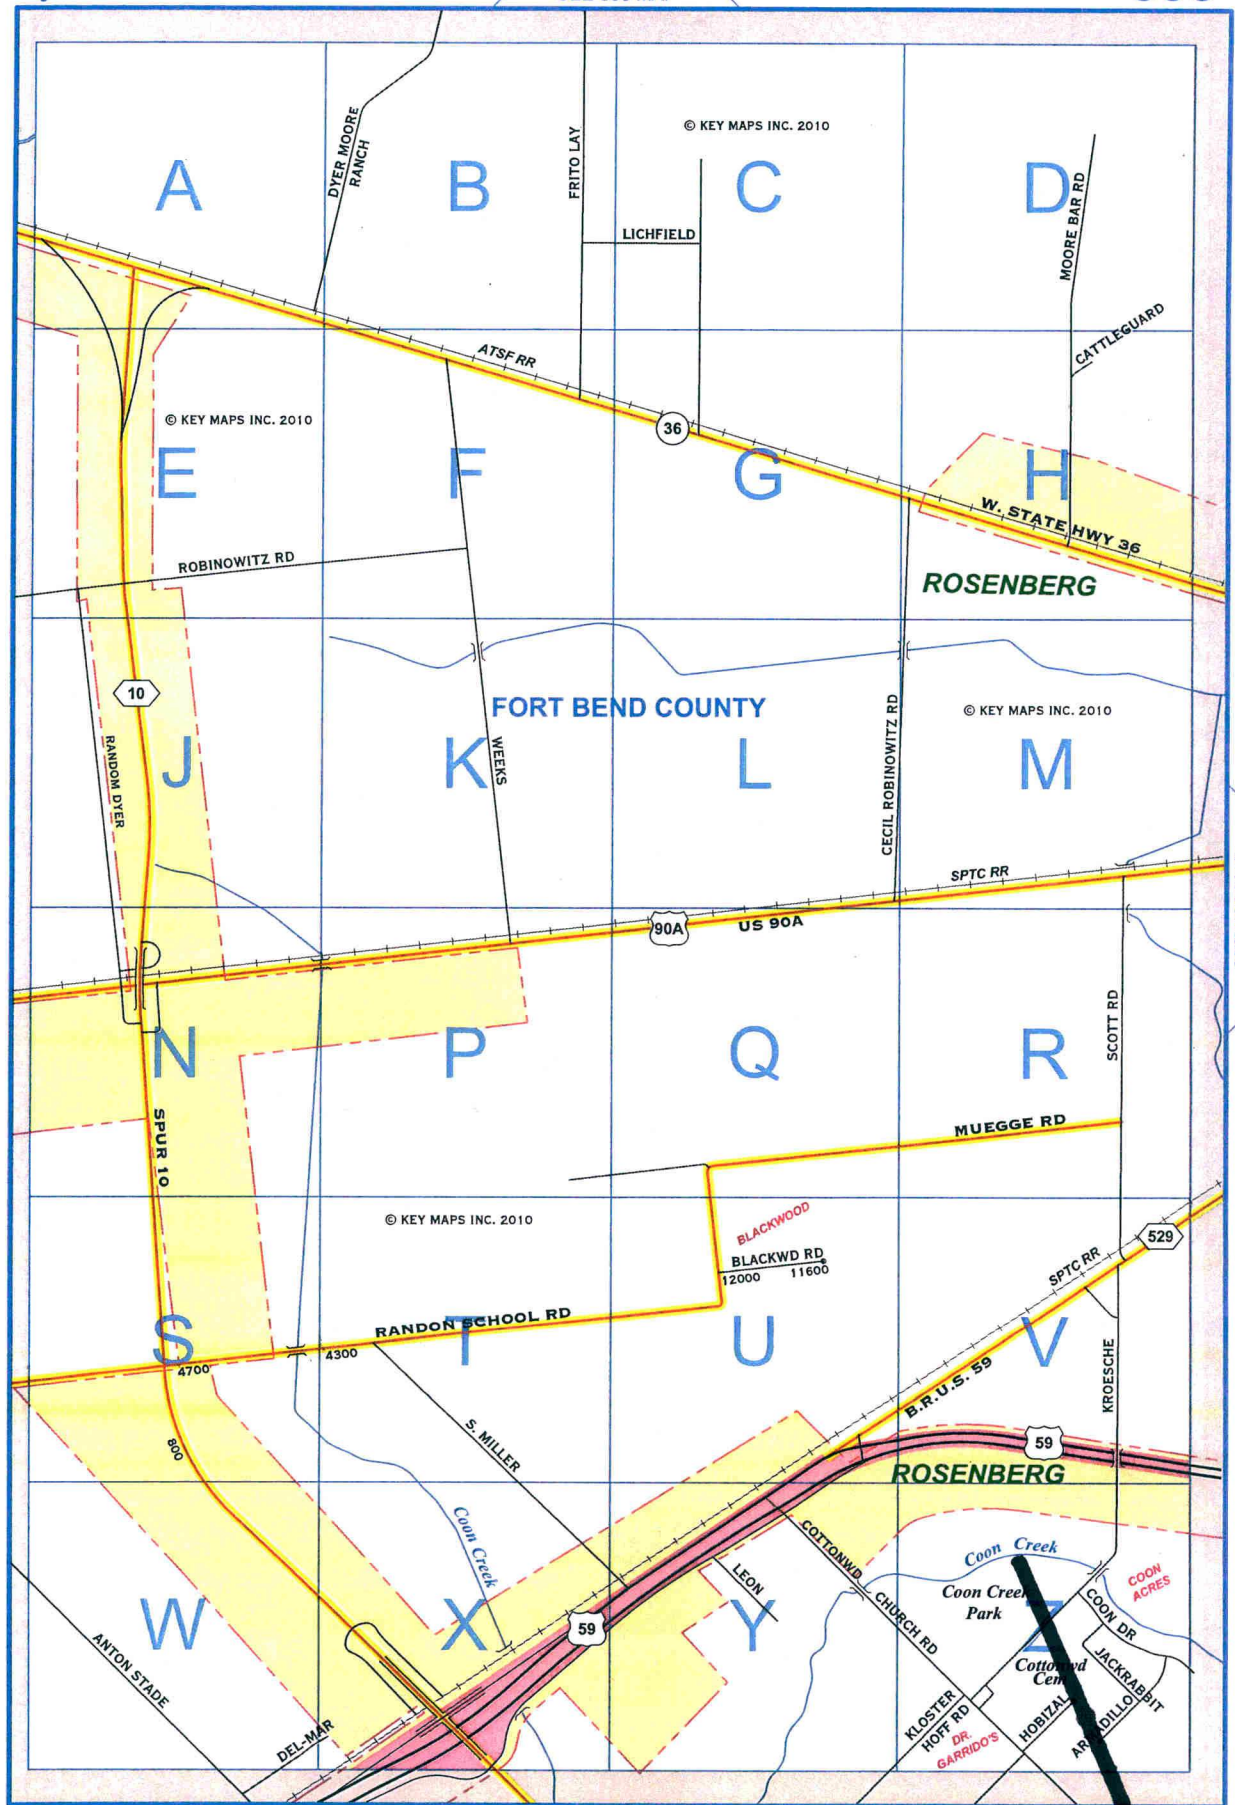 © KEY MAPS INC. 2010
DYER MOORE
RANCH
FRITO LAY
A
B
C
D
MOORE BAR RD
LICHFIELD
CATTLEGUARD
ATSF RR
© KEY MAPS INC. 2010
36
E
F
G
H
W. STATE HWY 36
ROBINOWITZ RD
ROSENBERG
10
FORT BEND COUNTY
© KEY MAPS INC. 2010
RANDOM DYER
J
K
WEEKS
L
CECIL ROBINOWITZ RD
M
SPTC RR
90A
US 90A
SCOTT RD
N
P
Q
R
SPUR 10
MUEGGE RD
© KEY MAPS INC. 2010
BLACKWOOD
BLACKWD RD
12000 11600
529
SPTC RR
RANDON SCHOOL RD
S
T
U
V
4700
4300
KROESCHE
B.R.U.S. 59
800
S. MILLER
59
ROSENBERG
Coon Creek
COTTONWD
CHURCH RD
Coon Creek
COON
ACRES
LEON
Coon Creek
Park
COON DR
W
X
59
Y
Z
ANTON STADE
Cottonwd
Cem
JACKRABBIT
DEL-MAR
KLOSTER
HOFF RD
HOBIZAL
DR.
GARRIDO'S